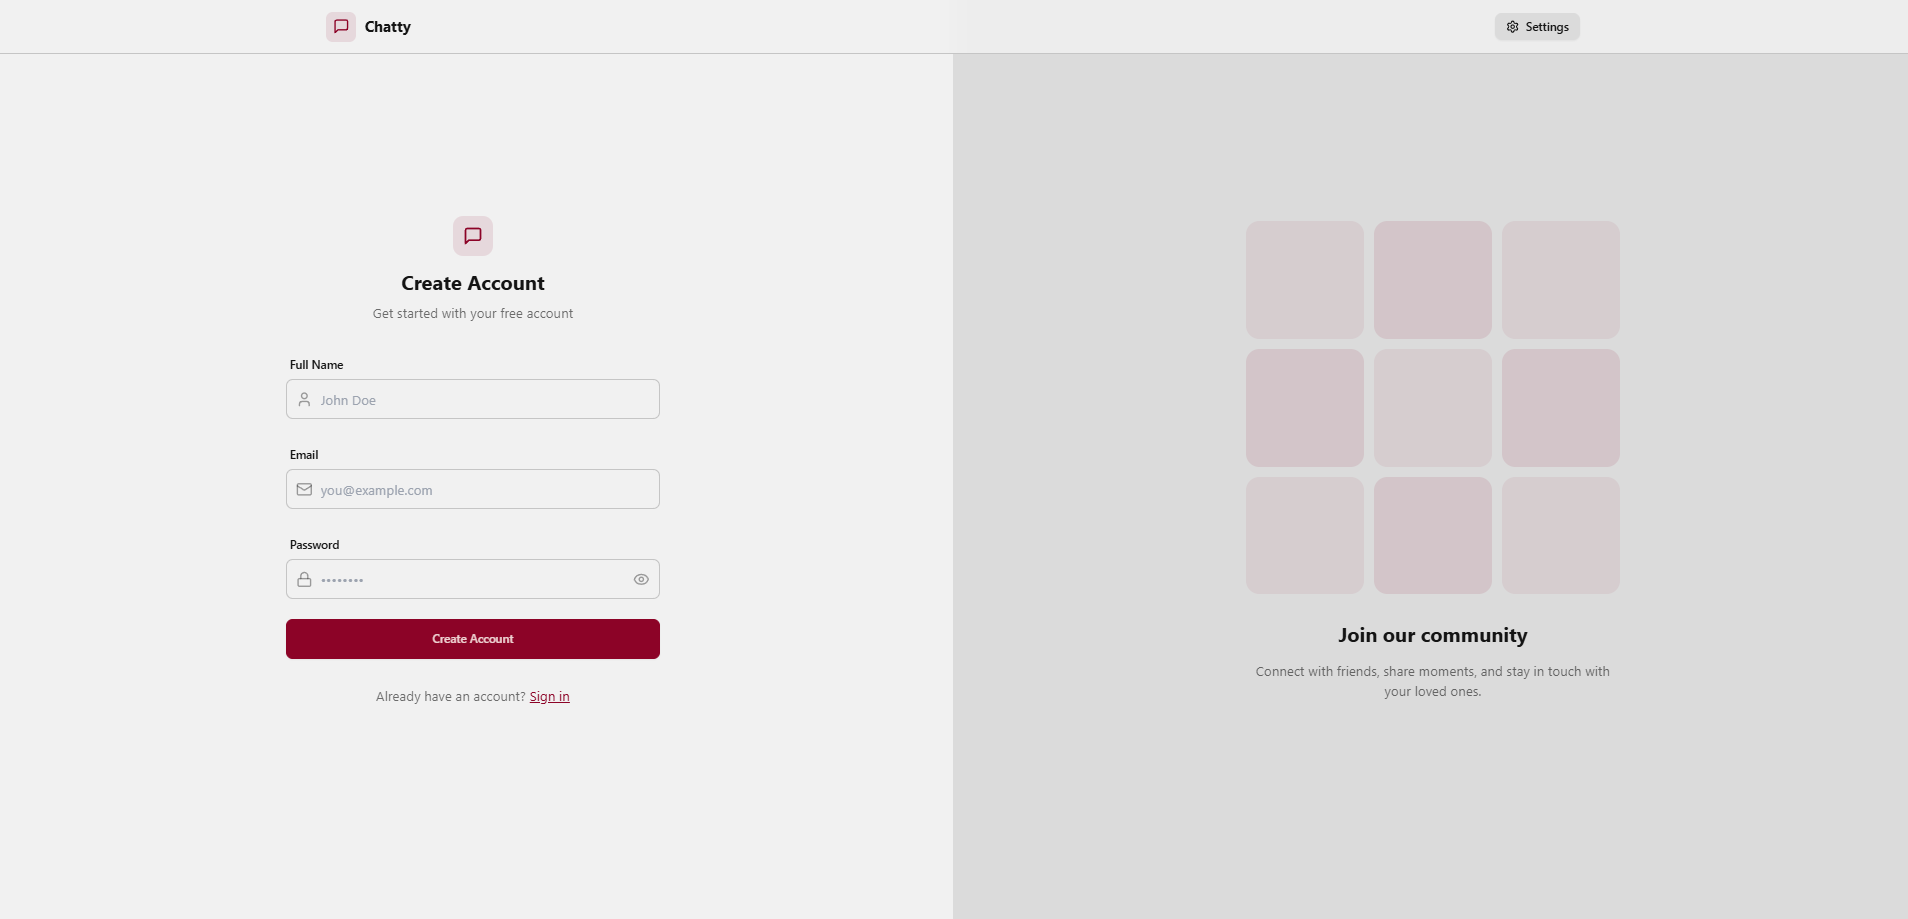 Chatty
Settings
Create Account
Get started with your free account
Full Name
John Doe
Email
you@example.com
Password
••••••••
Create Account
Already have an account? Sign in
Join our community
Connect with friends, share moments, and stay in touch with
your loved ones.